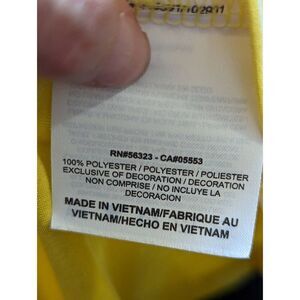 RN#56323 - CA#05553
100% POLYESTER / POLYESTER / POLIESTER
EXCLUSIVE OF DECORATION / DECORATION
NON COMPRISE / NO INCLUYE LA
DECORACION
MADE IN VIETNAM/FABRIQUE AU
VIETNAM/HECHO EN VIETNAM